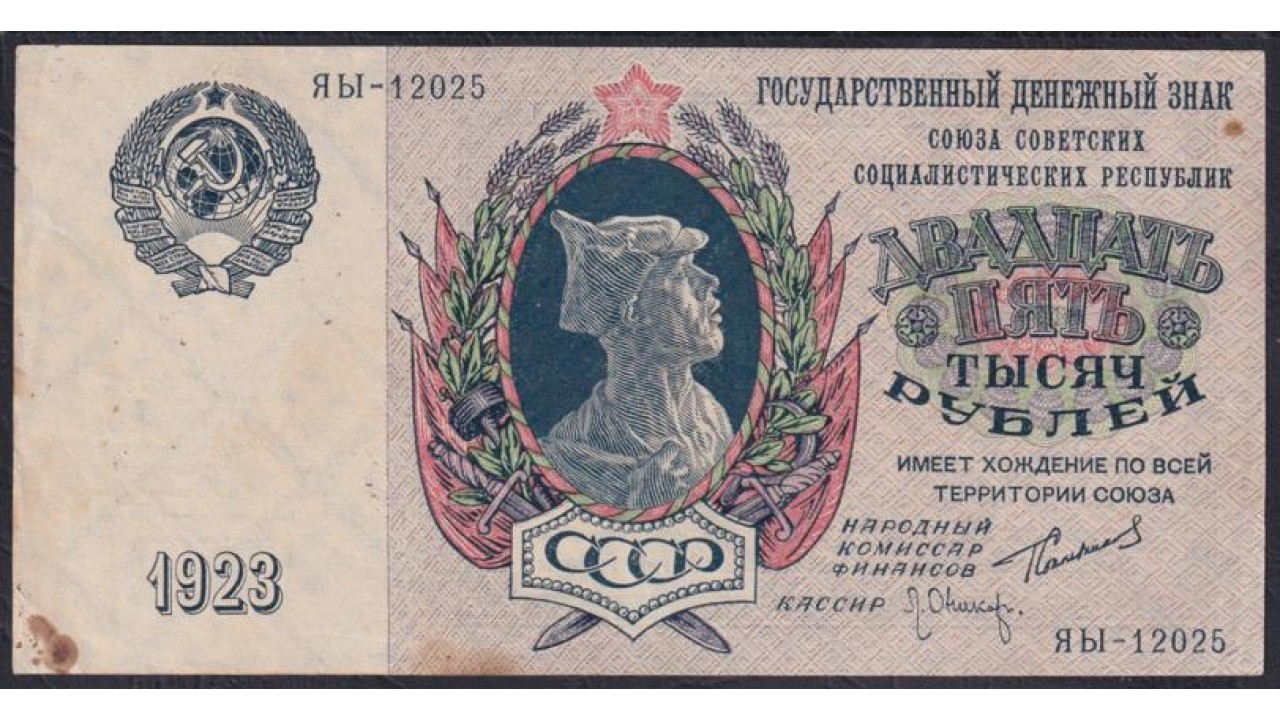 ЯЫ-12025
ГОСУДАРСТВЕННЫЙ ДЕНЕЖНЫЙ ЗНАК
СОЮЗА СОВЕТСКИХ
СОЦИАЛИСТИЧЕСКИХ РЕСПУБЛИК
ДВАДЦАТЬ
ПЯТЬ
ТЫСЯЧ
РУБЛЕЙ
ИМЕЕТ ХОЖДЕНИЕ ПО ВСЕЙ
ТЕРРИТОРИИ СОЮЗА
НАРОДНЫЙ
КОМИССАР
ФИНАНСОВ
КАССИР
ЯЫ-12025
СССР
1923